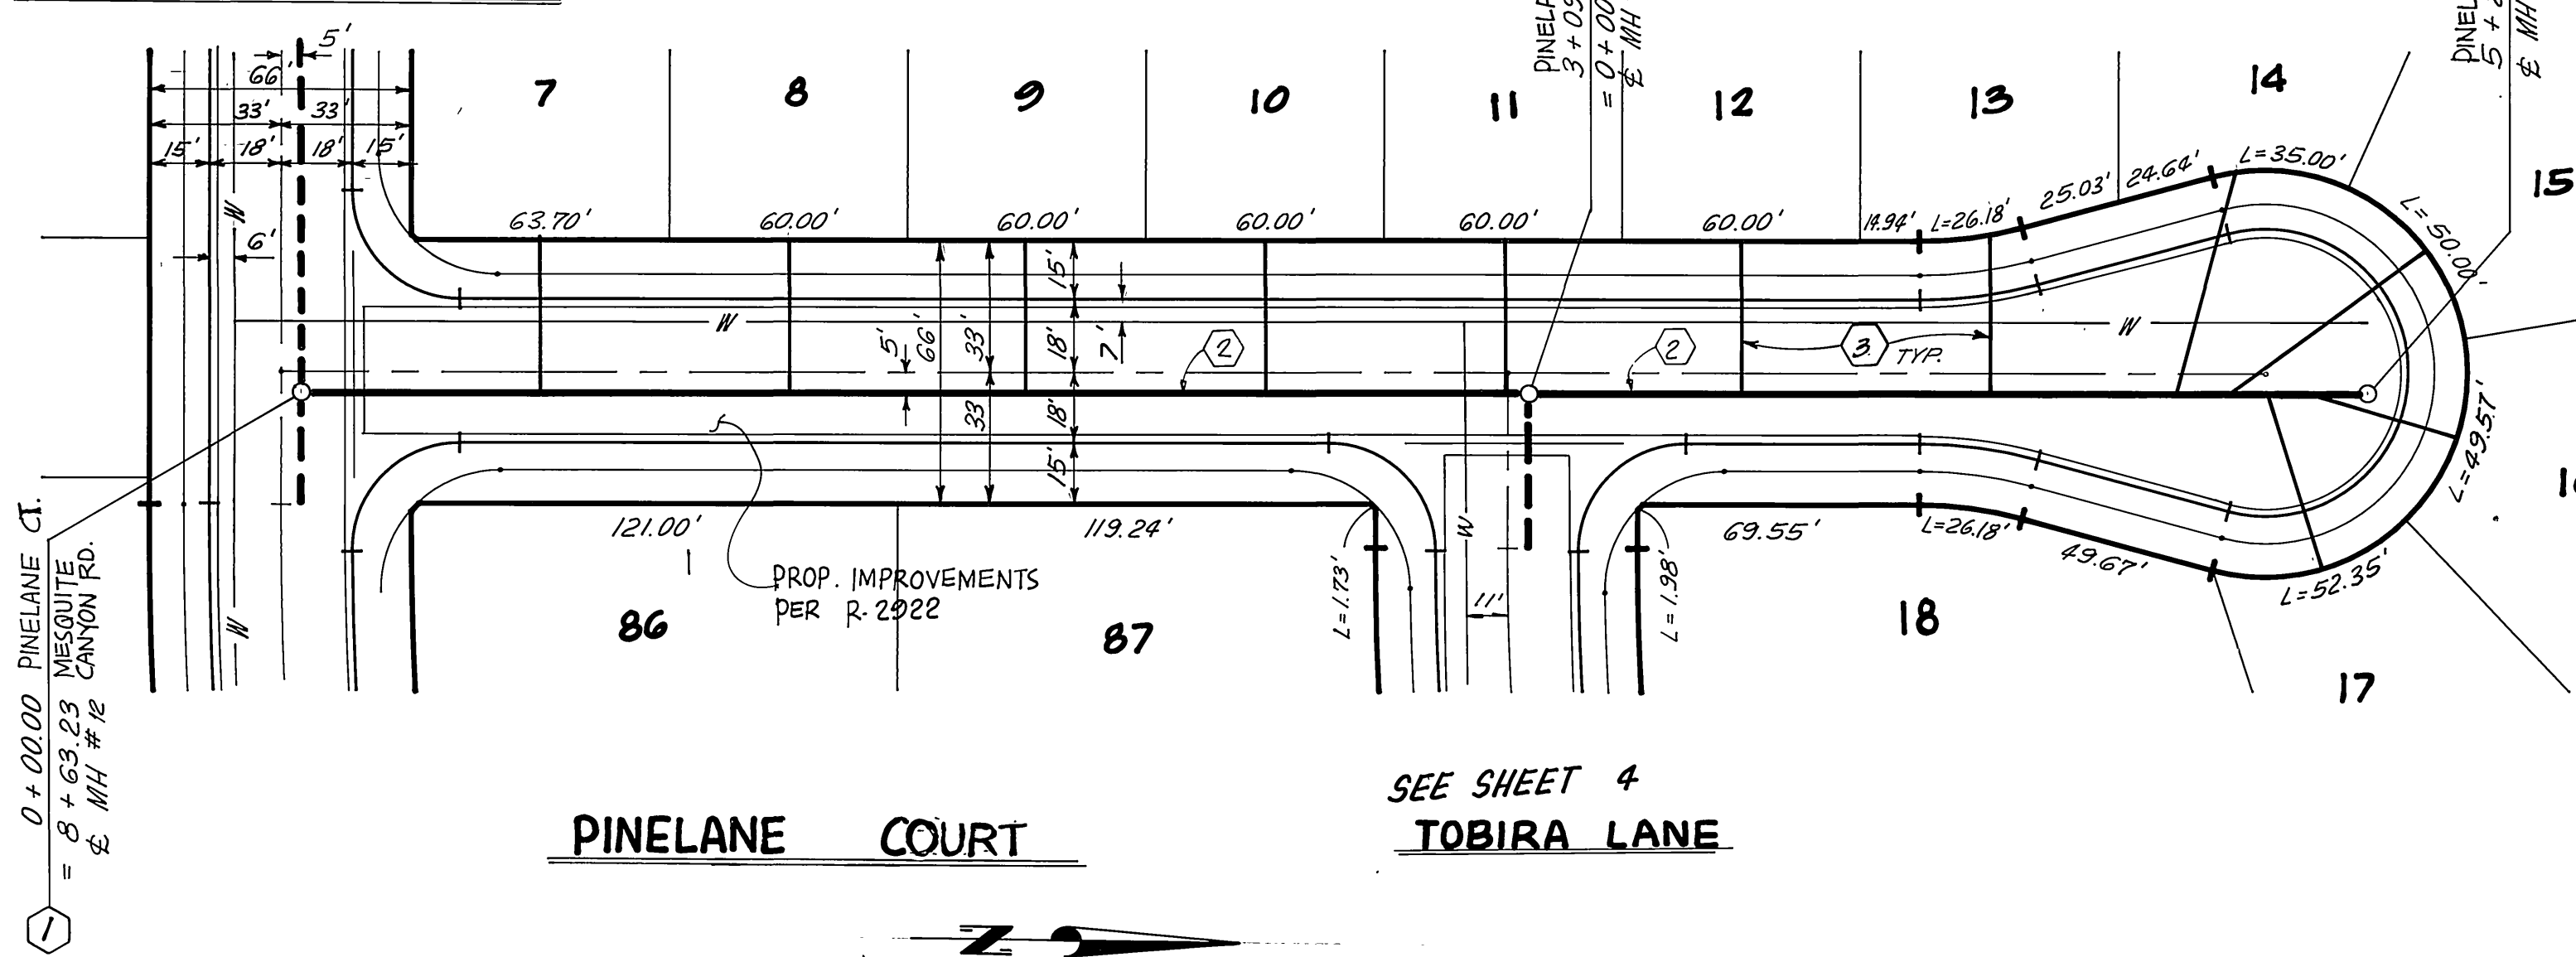 5'
66'
33' 33'
15' 18' 18' 15'
6'
W
W
7 8 9 10 11 12 13 14
15
17
18
86
87
63.70'
60.00'
60.00'
60.00'
60.00'
60.00'
14.94'
L=26.18'
25.03'
24.64'
L=35.00'
L=50.00'
L=49.57'
L=52.35'
49.67'
L=26.18'
69.55'
L=1.98'
L=1.73'
119.24'
121.00'
15'
18'
18'
15'
33'
33
66'
5'
7'
W
W
W
11'
2
2
3 TYP.
3+09
= 0+00
℄ MH
℄ MH
PROP. IMPROVEMENTS
PER R-2922
0+00.00 PINELANE CT.
= 8+63.23 MESQUITE
CANYON RD.
℄ MH #12
1
PINELANE COURT
SEE SHEET 4
TOBIRA LANE
N